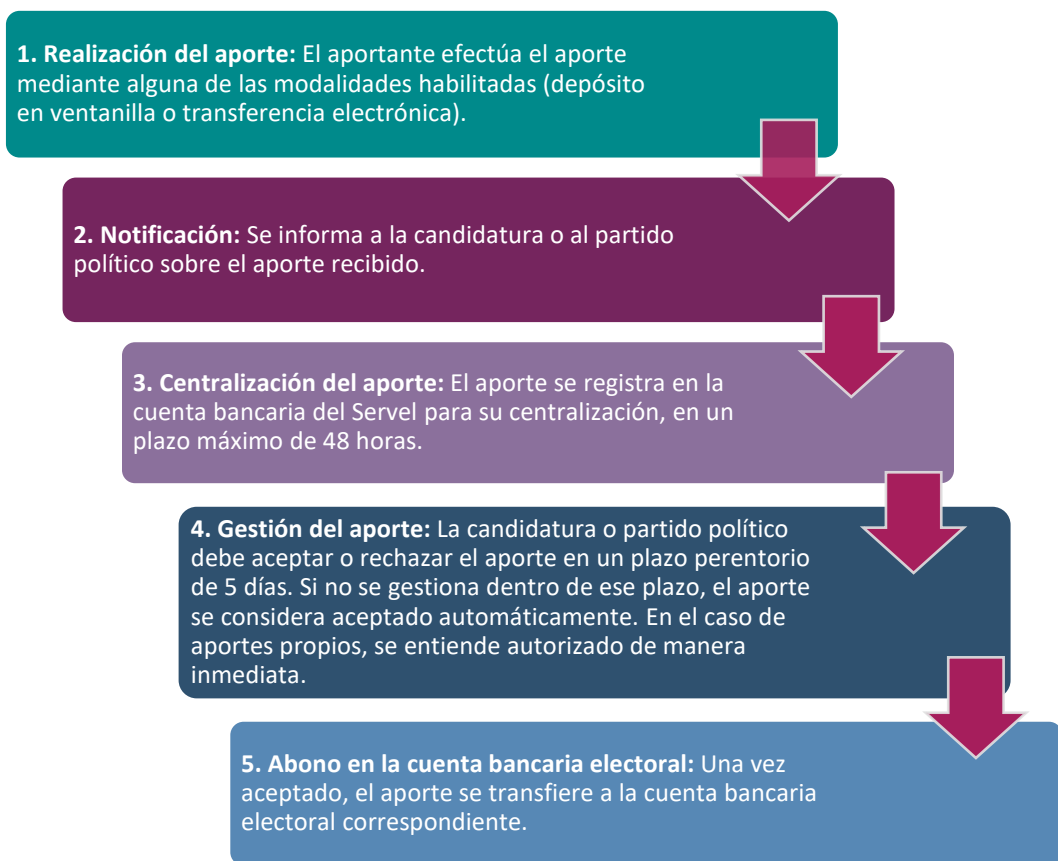 1. Realización del aporte: El aportante efectúa el aporte
mediante alguna de las modalidades habilitadas (depósito
en ventanilla o transferencia electrónica).
2. Notificación: Se informa a la candidatura o al partido
político sobre el aporte recibido.
3. Centralización del aporte: El aporte se registra en la
cuenta bancaria del Servel para su centralización, en un
plazo máximo de 48 horas.
4. Gestión del aporte: La candidatura o partido político
debe aceptar o rechazar el aporte en un plazo perentorio
de 5 días. Si no se gestiona dentro de ese plazo, el aporte
se considera aceptado automáticamente. En el caso de
aportes propios, se entiende autorizado de manera
inmediata.
5. Abono en la cuenta bancaria electoral: Una vez
aceptado, el aporte se transfiere a la cuenta bancaria
electoral correspondiente.